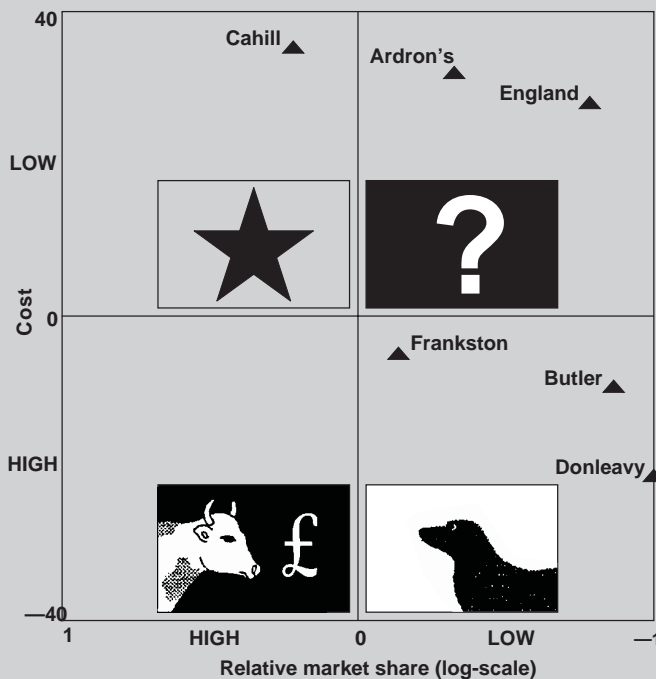 40
Cahill
Ardron's
England
LOW
?
Cost
0
Frankston
Butler
HIGH
Donleavy
£
—40
1 HIGH 0 LOW —1
Relative market share (log-scale)